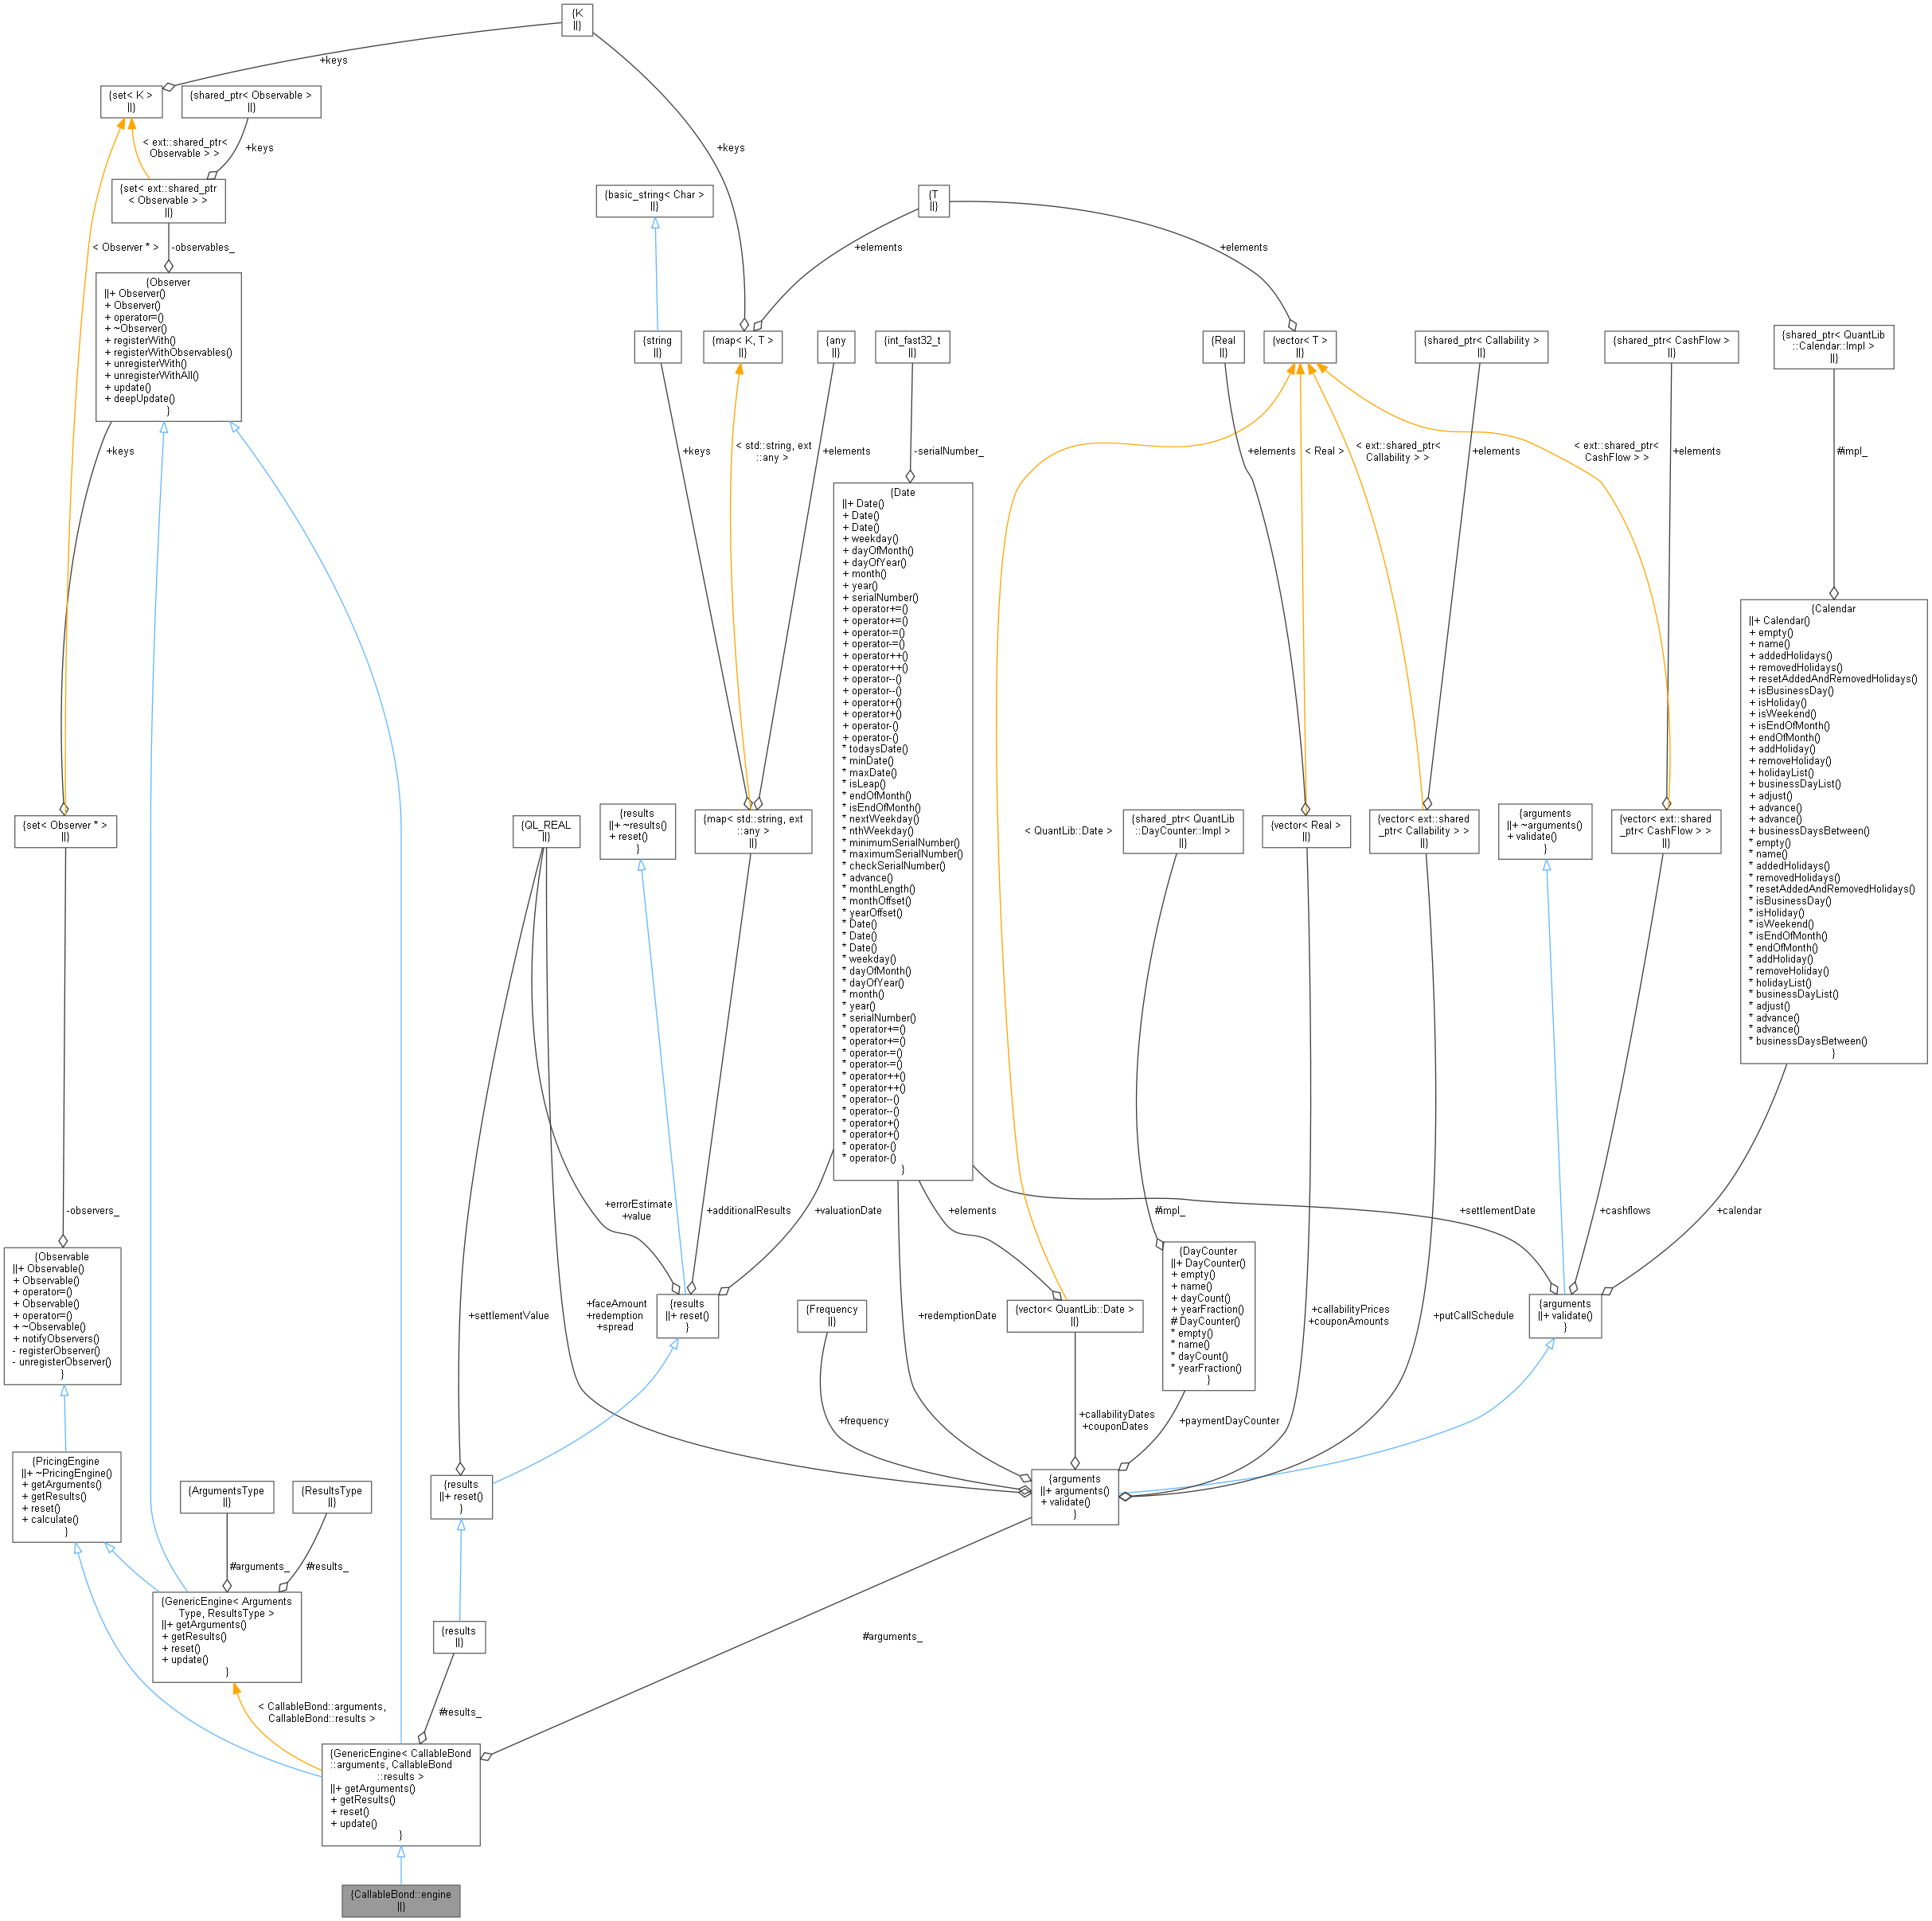 {K
||}
+keys
{set< K >
||}
{shared_ptr< Observable >
||}
< ext::shared_ptr<
Observable > >
+keys
+keys
{set< ext::shared_ptr
< Observable > >
||}
{basic_string< Char >
||}
{T
||}
< Observer * >
-observables_
+elements
+elements
{Observer
||+ Observer()
+ Observer()
+ operator=()
+ ~Observer()
+ registerWith()
+ registerWithObservables()
+ unregisterWith()
+ unregisterWithAll()
+ update()
+ deepUpdate()
}
{string
||}
{map< K, T >
||}
{any
||}
{int_fast32_t
||}
{Real
||}
{vector< T >
||}
{shared_ptr< Callability >
||}
{shared_ptr< CashFlow >
||}
{shared_ptr< QuantLib
::Calendar::Impl >
||}
+keys
+keys
< std::string, ext
::any >
+elements
-serialNumber_
+elements
< Real >
< ext::shared_ptr<
Callability > >
+elements
< ext::shared_ptr<
CashFlow > >
+elements
#impl_
{Date
||+ Date()
+ Date()
+ Date()
+ weekday()
+ dayOfMonth()
+ dayOfYear()
+ month()
+ year()
+ serialNumber()
+ operator+=()
+ operator+=()
+ operator-=()
+ operator-=()
+ operator++()
+ operator++()
+ operator--()
+ operator--()
+ operator+()
+ operator+()
+ operator-()
+ operator-()
* todaysDate()
* minDate()
* maxDate()
* isLeap()
* endOfMonth()
* isEndOfMonth()
* nextWeekday()
* nthWeekday()
* minimumSerialNumber()
* maximumSerialNumber()
* checkSerialNumber()
* advance()
* monthLength()
* monthOffset()
* yearOffset()
* Date()
* Date()
* Date()
* weekday()
* dayOfMonth()
* dayOfYear()
* month()
* year()
* serialNumber()
* operator+=()
* operator+=()
* operator-=()
* operator-=()
* operator++()
* operator++()
* operator--()
* operator--()
* operator+()
* operator+()
* operator-()
* operator-()
}
{Calendar
||+ Calendar()
+ empty()
+ name()
+ addedHolidays()
+ removedHolidays()
+ resetAddedAndRemovedHolidays()
+ isBusinessDay()
+ isHoliday()
+ isWeekend()
+ isEndOfMonth()
+ endOfMonth()
+ addHoliday()
+ removeHoliday()
+ holidayList()
+ businessDayList()
+ adjust()
+ advance()
+ advance()
+ businessDaysBetween()
* empty()
* name()
* addedHolidays()
* removedHolidays()
* resetAddedAndRemovedHolidays()
* isBusinessDay()
* isHoliday()
* isWeekend()
* isEndOfMonth()
* endOfMonth()
* addHoliday()
* removeHoliday()
* holidayList()
* businessDayList()
* adjust()
* advance()
* advance()
* businessDaysBetween()
}
{set< Observer * >
||}
{QL_REAL
||}
{results
||+ ~results()
+ reset()
}
{map< std::string, ext
::any >
||}
< QuantLib::Date >
{shared_ptr< QuantLib
::DayCounter::Impl >
||}
{vector< Real >
||}
{vector< ext::shared
_ptr< Callability > >
||}
{arguments
||+ ~arguments()
+ validate()
}
{vector< ext::shared
_ptr< CashFlow > >
||}
-observers_
+errorEstimate
+value
+additionalResults
+valuationDate
+elements
#impl_
+settlementDate
+cashflows
+calendar
{Observable
||+ Observable()
+ Observable()
+ operator=()
+ Observable()
+ operator=()
+ ~Observable()
+ notifyObservers()
- registerObserver()
- unregisterObserver()
}
+settlementValue
+faceAmount
+redemption
+spread
{results
||+ reset()
}
{Frequency
||}
+redemptionDate
{vector< QuantLib::Date >
||}
{DayCounter
||+ DayCounter()
+ empty()
+ name()
+ dayCount()
+ yearFraction()
# DayCounter()
* empty()
* name()
* dayCount()
* yearFraction()
}
+callabilityPrices
+couponAmounts
+putCallSchedule
{arguments
||+ validate()
}
+frequency
+callabilityDates
+couponDates
+paymentDayCounter
{PricingEngine
||+ ~PricingEngine()
+ getArguments()
+ getResults()
+ reset()
+ calculate()
}
{ArgumentsType
||}
{ResultsType
||}
{results
||+ reset()
}
{arguments
||+ arguments()
+ validate()
}
#arguments_
#results_
{GenericEngine< Arguments
Type, ResultsType >
||+ getArguments()
+ getResults()
+ reset()
+ update()
}
{results
||}
#arguments_
< CallableBond::arguments,
CallableBond::results >
#results_
{GenericEngine< CallableBond
::arguments, CallableBond
::results >
||+ getArguments()
+ getResults()
+ reset()
+ update()
}
{CallableBond::engine
||}